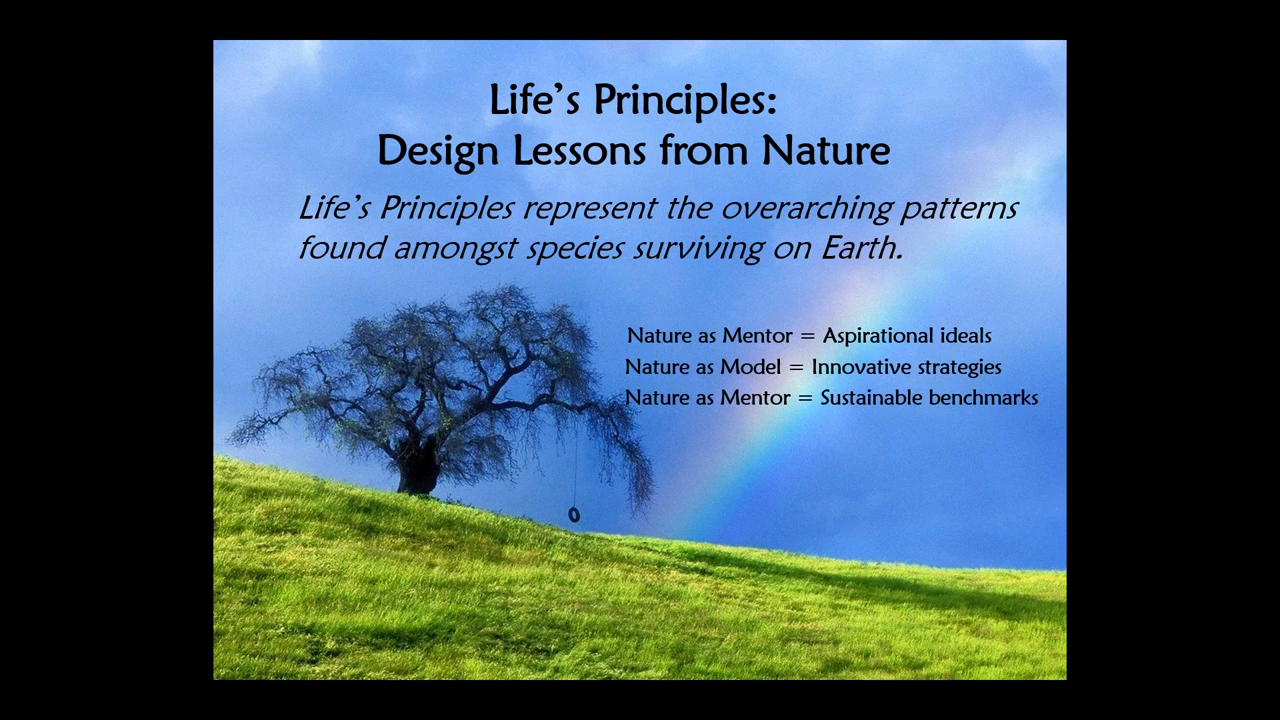 Life’s Principles:
Design Lessons from Nature
Life’s Principles represent the overarching patterns
found amongst species surviving on Earth.
Nature as Mentor = Aspirational ideals
Nature as Model = Innovative strategies
Nature as Mentor = Sustainable benchmarks